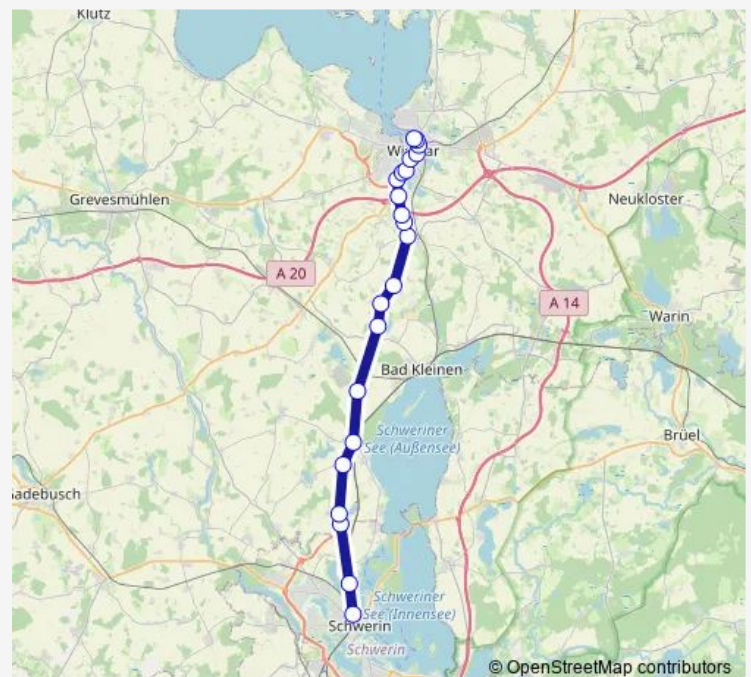 Klütz
Wismar
Grevesmühlen
Neukloster
A 20
A 14
Warin
Bad Kleinen
Schweriner
See (Außensee)
Brüel
adebusch
Schweriner
See (Innensee)
Schwerin
Schwerin
© OpenStreetMap contributors